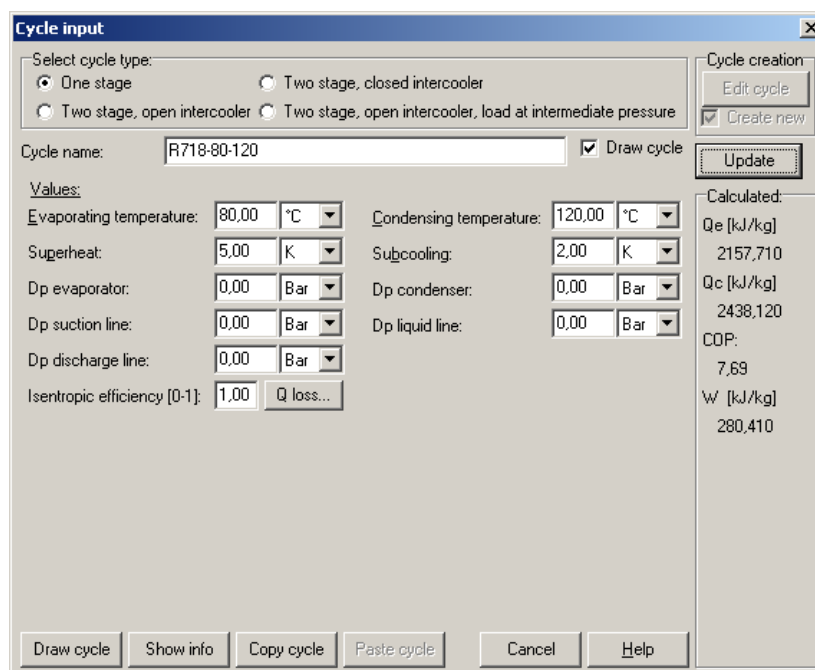 Cycle input
Select cycle type:
One stage
Two stage, closed intercooler
Two stage, open intercooler
Two stage, open intercooler, load at intermediate pressure
Cycle creation
Edit cycle
Create new
Cycle name: R718-80-120 Draw cycle
Update
Values:
Evaporating temperature: 80,00 °C Condensing temperature: 120,00 °C
Superheat: 5,00 K Subcooling: 2,00 K
Dp evaporator: 0,00 Bar Dp condenser: 0,00 Bar
Dp suction line: 0,00 Bar Dp liquid line: 0,00 Bar
Dp discharge line: 0,00 Bar
Isentropic efficiency [0-1]: 1,00 Q loss...
Calculated:
Qe [kJ/kg]
2157,710
Qc [kJ/kg]
2438,120
COP:
7,69
W [kJ/kg]
280,410
Draw cycle Show info Copy cycle Paste cycle Cancel Help